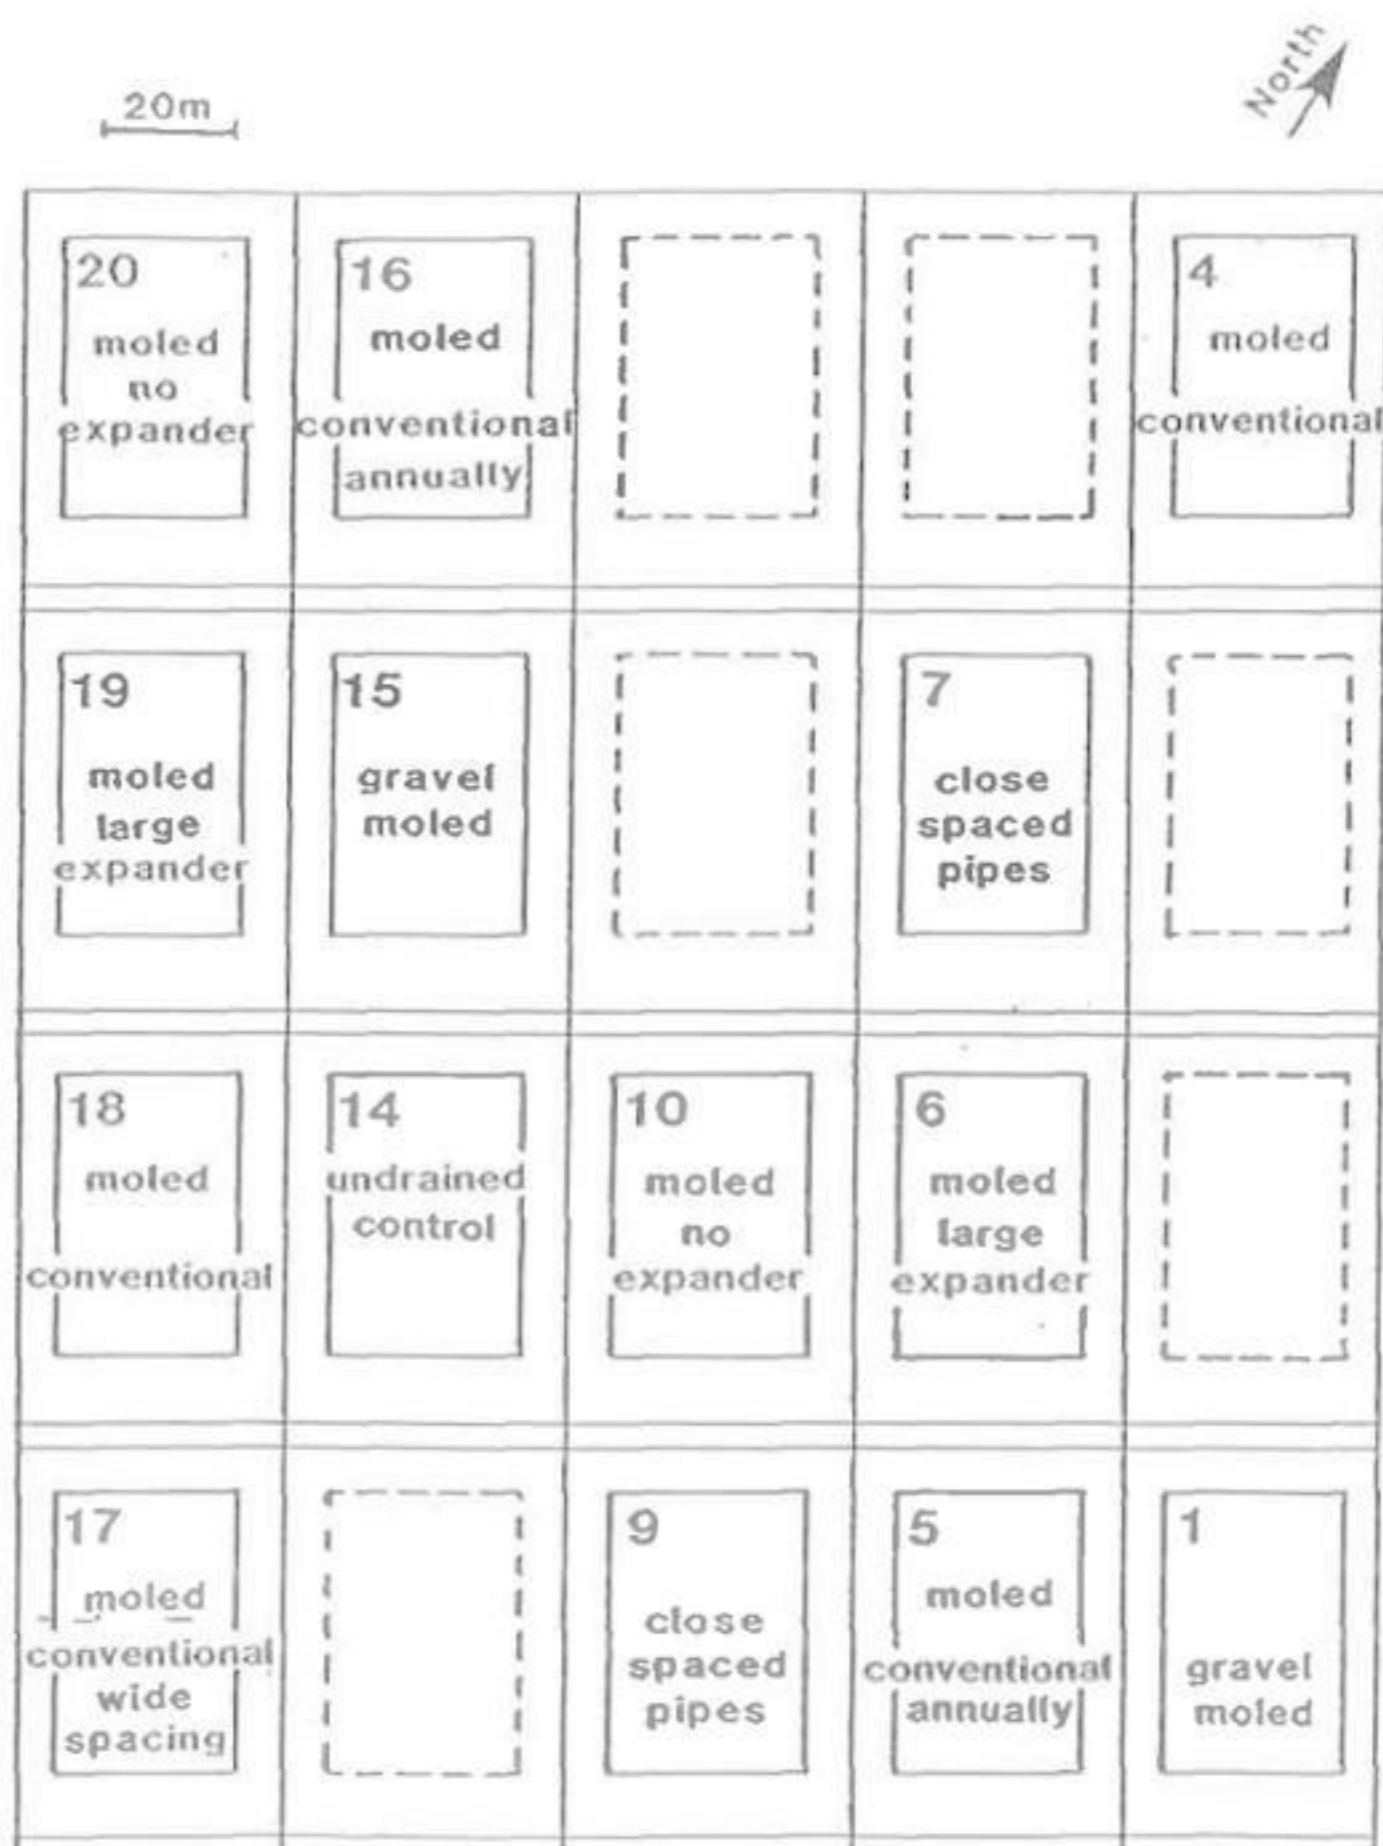 20m
North
20
moled
no
expander
16
moled
conventional
annually
4
moled
conventional
19
moled
large
expander
15
gravel
moled
7
close
spaced
pipes
18
moled
conventional
14
undrained
control
10
moled
no
expander
6
moled
large
expander
17
moled
conventional
wide
spacing
9
close
spaced
pipes
5
moled
conventional
annually
1
gravel
moled